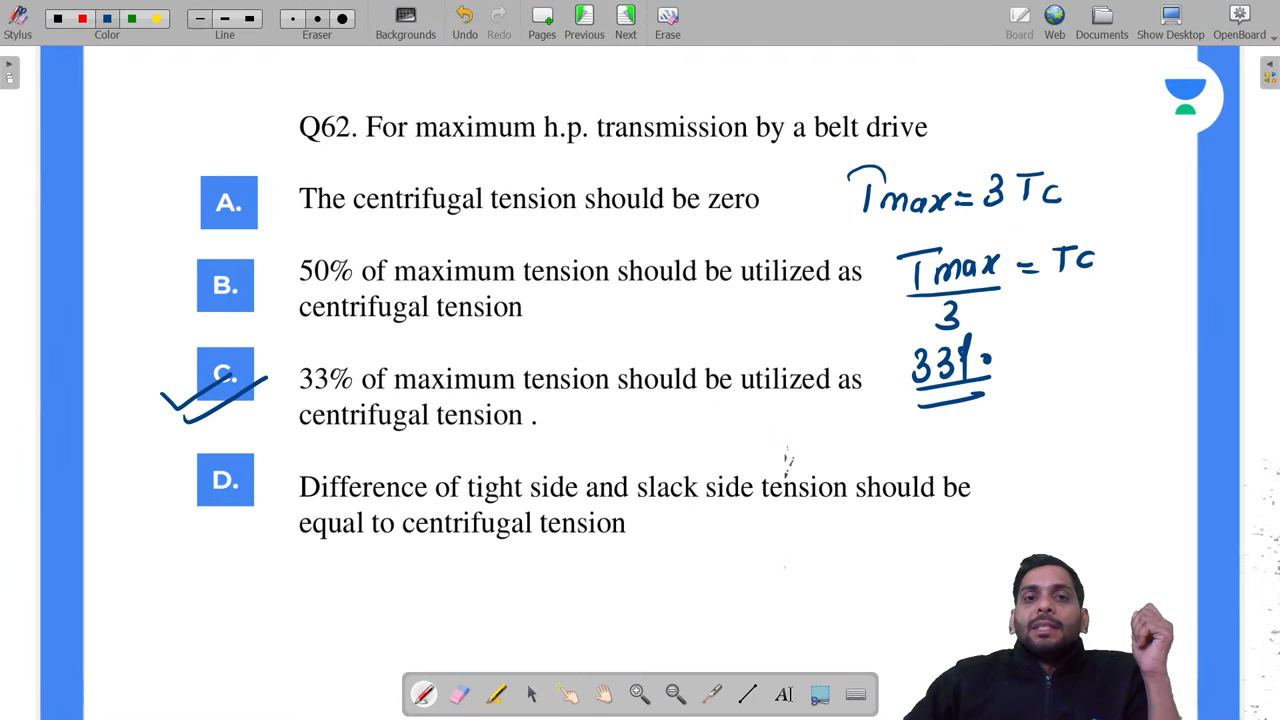 Stylus
Color
Line
Eraser
Backgrounds
Undo
Redo
Pages
Previous
Next
Erase
Board
Web
Documents
Show Desktop
OpenBoard
Q62. For maximum h.p. transmission by a belt drive
A. The centrifugal tension should be zero
Tmax = 3 Tc
B. 50% of maximum tension should be utilized as
centrifugal tension
Tmax = Tc
3
33%
C. 33% of maximum tension should be utilized as
centrifugal tension .
D. Difference of tight side and slack side tension should be
equal to centrifugal tension
AI